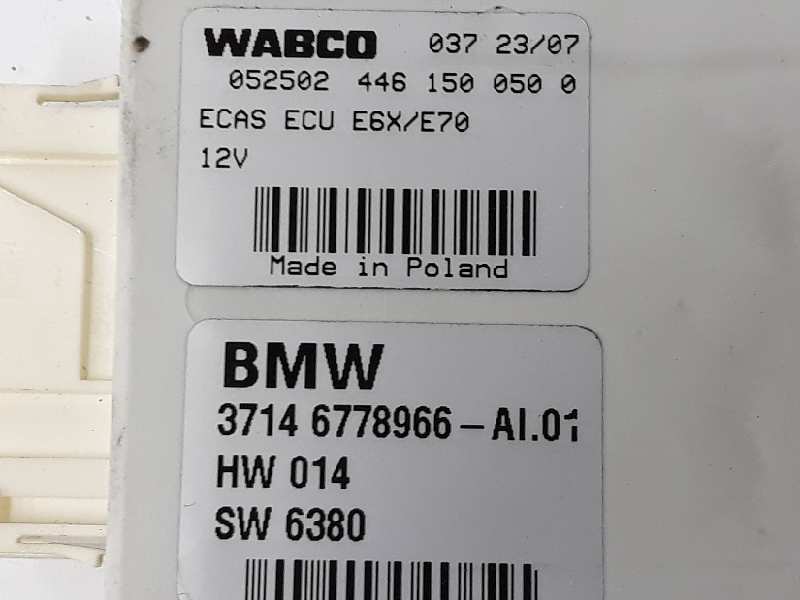 WABCO 037 23/07
052502 446 150 050 0
ECAS ECU E6X/E70
12V
Made in Poland
BMW
3714 6778966-AI.01
HW 014
SW 6380